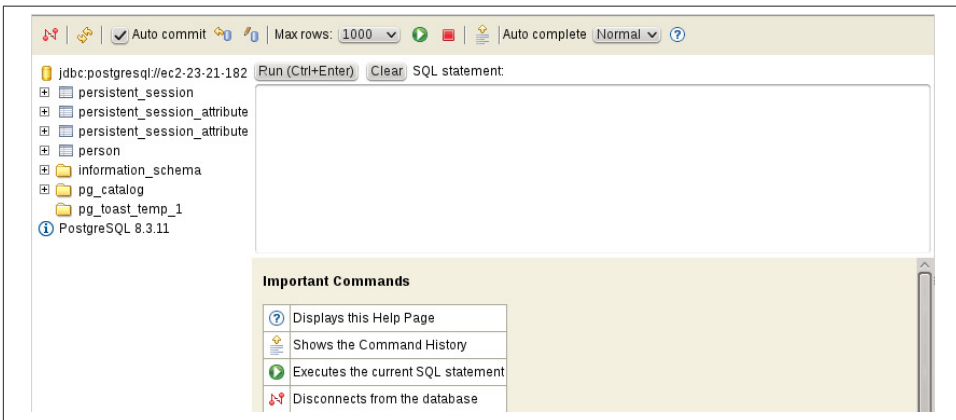 Auto commit Max rows: 1000 Auto complete Normal
jdbc:postgresql://ec2-23-21-182
persistent_session
persistent_session_attribute
persistent_session_attribute
person
information_schema
pg_catalog
pg_toast_temp_1
PostgreSQL 8.3.11
Run (Ctrl+Enter) Clear SQL statement:
Important Commands
Displays this Help Page
Shows the Command History
Executes the current SQL statement
Disconnects from the database